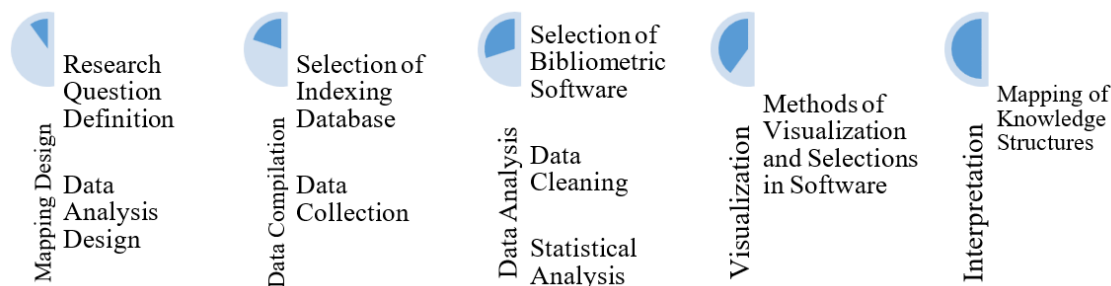 Mapping Design
Research
Question
Definition
Data
Analysis
Design
Data Compilation
Selection of
Indexing
Database
Data
Collection
Data Analysis
Selection of
Bibliometric
Software
Data
Cleaning
Statistical
Analysis
Visualization
Methods of
Visualization
and Selections
in Software
Interpretation
Mapping of
Knowledge
Structures